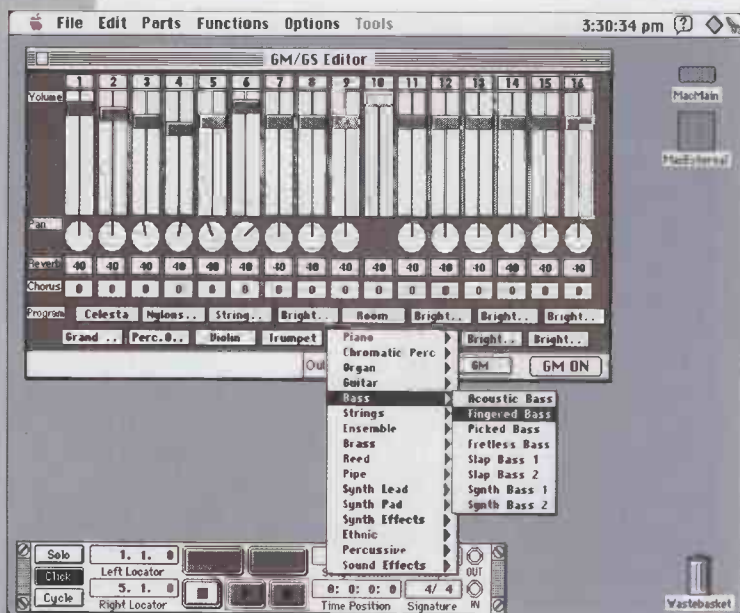 File Edit Parts Functions Options Tools 3:30:34 pm
GM/GS Editor
1 2 3 4 5 6 7 8 9 10 11 12 13 14 15 16
Volume
Pan
Reverb 40 40 40 40 40 40 40 40 40 40 40 40 40 40 40 40
Chorus 0 0 0 0 0 0 0 0 0 0 0 0 0 0 0 0
Program Celesta Nylons.. String.. Bright.. Room Bright.. Bright.. Bright..
Grand .. Perc.O.. Violin Trumpet Bright.. Bright..
Out GM GM ON
Piano
Chromatic Perc
Organ
Guitar
Bass
Strings
Ensemble
Brass
Reed
Pipe
Synth Lead
Synth Pad
Synth Effects
Ethnic
Percussive
Sound Effects
Acoustic Bass
Fingered Bass
Picked Bass
Fretless Bass
Slap Bass 1
Slap Bass 2
Synth Bass 1
Synth Bass 2
MacMain
MacExternal
Wastebasket
Solo 1. 1. 0
Click Left Locator OUT
Cycle 5. 1. 0 0: 0: 0: 0 4/ 4
Right Locator Time Position Signature IN